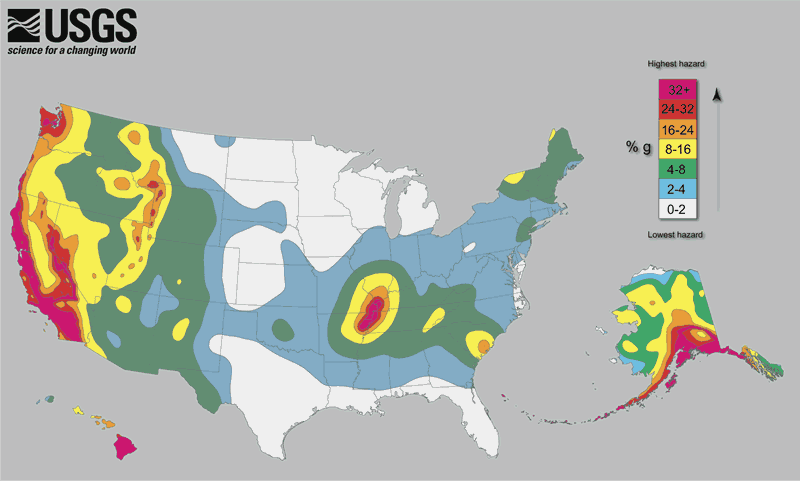 USGS
science for a changing world
Highest hazard
32+
24-32
16-24
% g
8-16
4-8
2-4
0-2
Lowest hazard